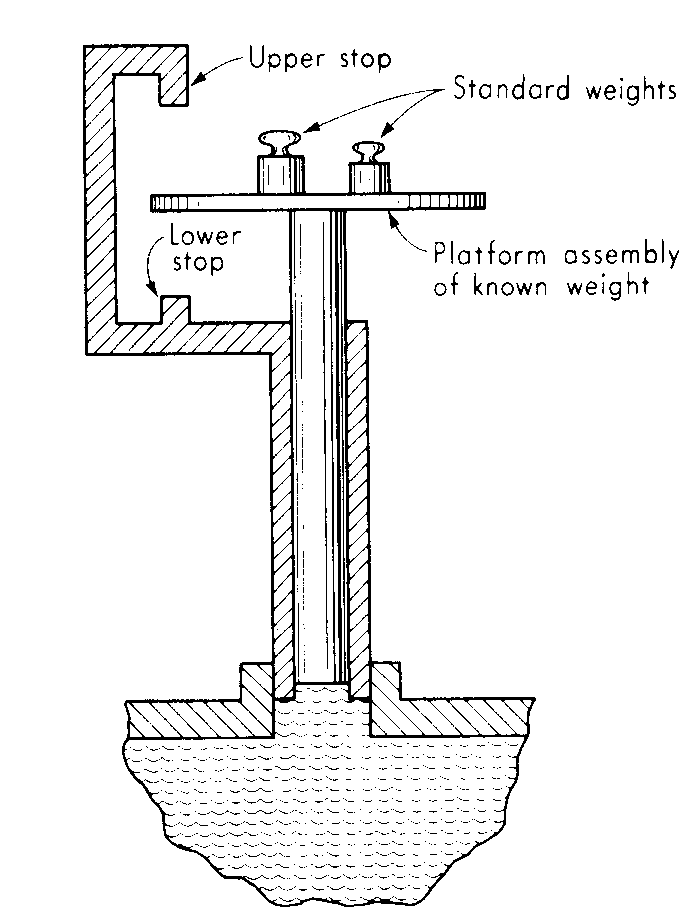 Upper stop
Standard weights
Lower
stop
Platform assembly
of known weight